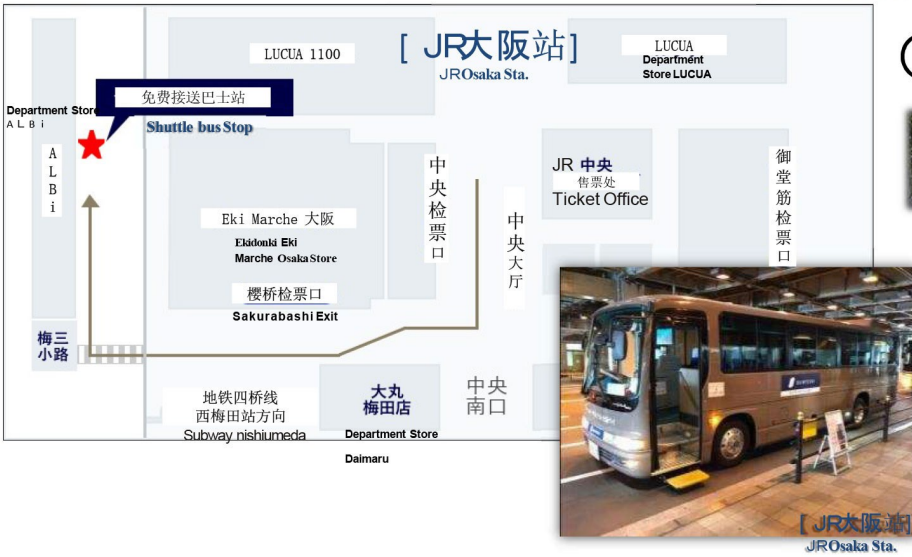 LUCUA 1100
[ JR大阪站]
JROsaka Sta.
LUCUA
Department
Store LUCUA
免费接送巴士站
Shuttle bus Stop
Department Store
ALBi
A
L
B
i
Eki Marche 大阪
Ekidonki Eki
Marche Osaka Store
樱桥检票口
Sakurabashi Exit
中央检票口
中央大厅
JR 中央
售票处
Ticket Office
御堂筋检票口
梅三
小路
地铁四桥线
西梅田站方向
Subway nishiumeda
大丸
梅田店
Department Store
Daimaru
中央
南口
[ JR大阪站]
JROsaka Sta.